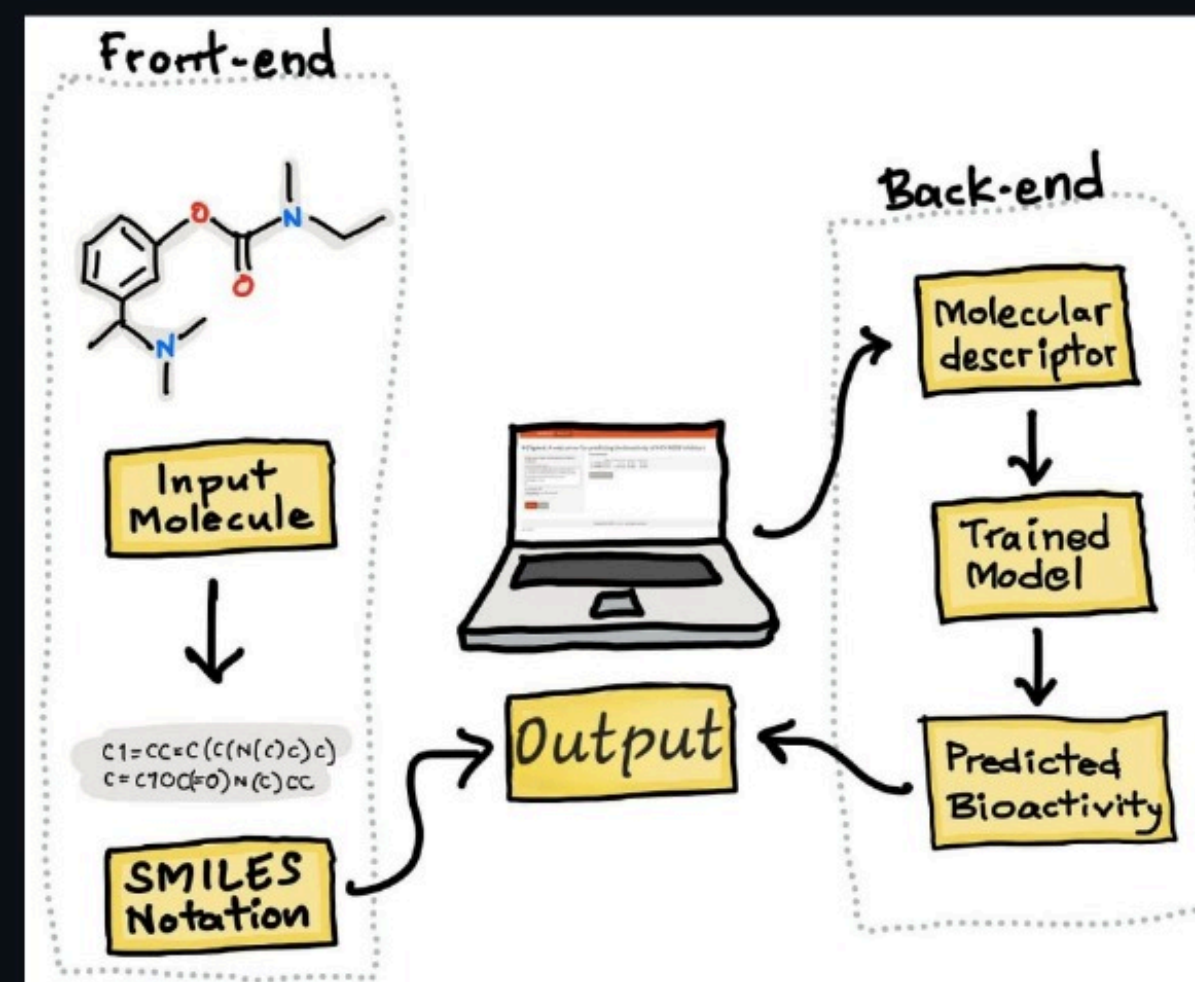 Front-end
O
N
O
N
Input
Molecule
C1=CC=C(C(N(C)C)C)
C=C1OC(=O)N(C)CC
SMILES
Notation
Output
Back-end
Molecular
descriptor
Trained
Model
Predicted
Bioactivity